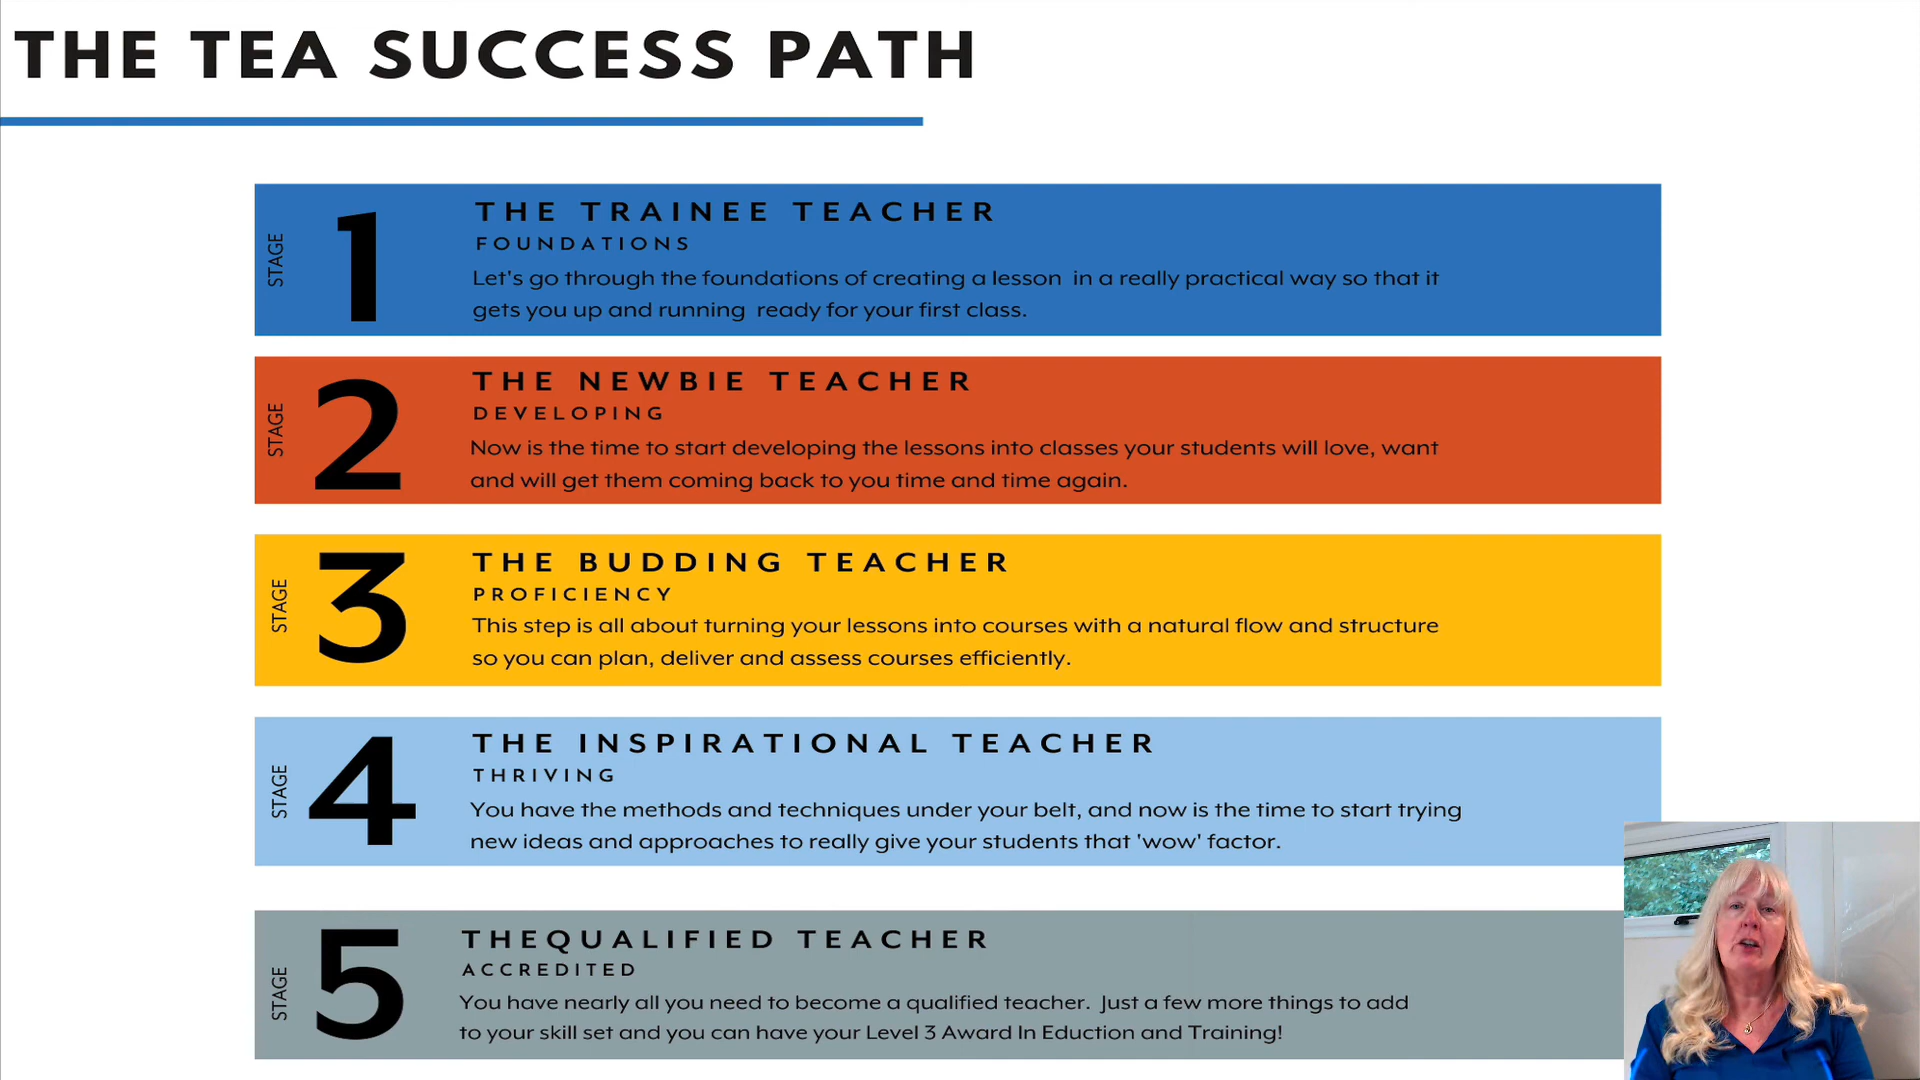 THE TEA SUCCESS PATH
STAGE
1
THE TRAINEE TEACHER
FOUNDATIONS
Let's go through the foundations of creating a lesson in a really practical way so that it
gets you up and running ready for your first class.
STAGE
2
THE NEWBIE TEACHER
DEVELOPING
Now is the time to start developing the lessons into classes your students will love, want
and will get them coming back to you time and time again.
STAGE
3
THE BUDDING TEACHER
PROFICIENCY
This step is all about turning your lessons into courses with a natural flow and structure
so you can plan, deliver and assess courses efficiently.
STAGE
4
THE INSPIRATIONAL TEACHER
THRIVING
You have the methods and techniques under your belt, and now is the time to start trying
new ideas and approaches to really give your students that 'wow' factor.
STAGE
5
THEQUALIFIED TEACHER
ACCREDITED
You have nearly all you need to become a qualified teacher. Just a few more things to add
to your skill set and you can have your Level 3 Award In Eduction and Training!